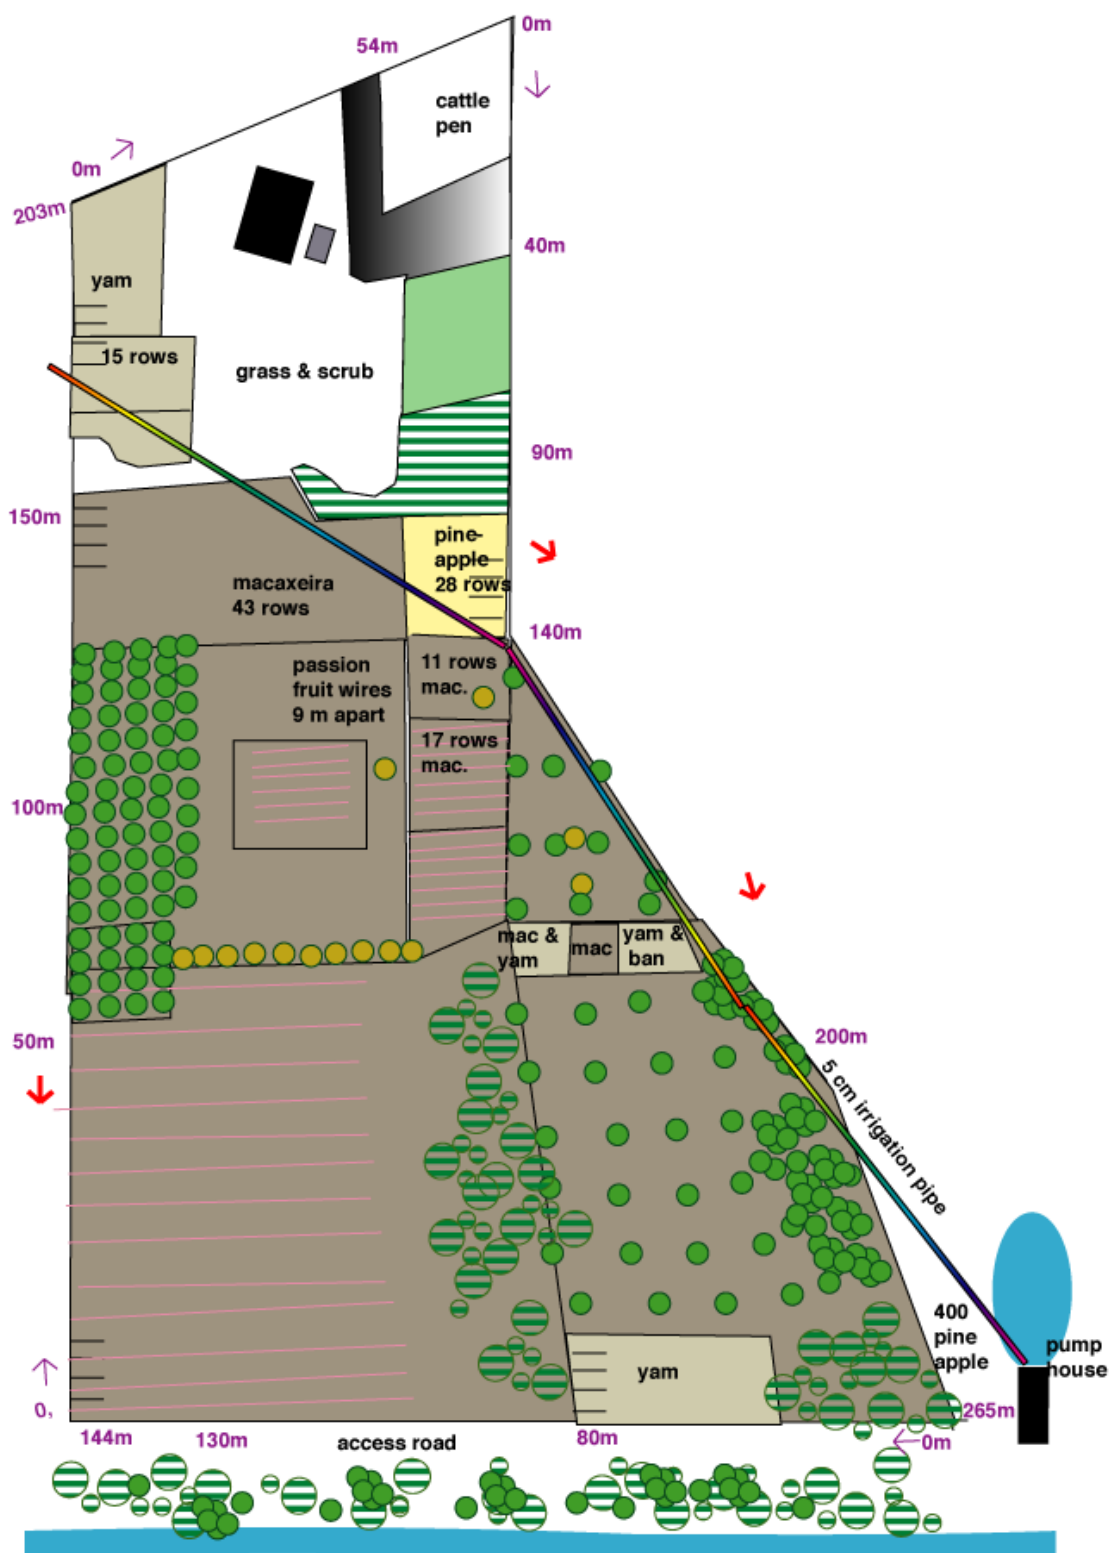 0m
54m
cattle
pen
0m
203m
40m
yam
15 rows
grass & scrub
90m
150m
pine-
apple
28 rows
macaxeira
43 rows
140m
11 rows
mac.
passion
fruit wires
9 m apart
17 rows
mac.
100m
mac &
yam
mac
yam &
ban
50m
200m
5 cm irrigation pipe
400
pine
apple
pump
house
yam
0,
265m
144m
130m
access road
80m
0m